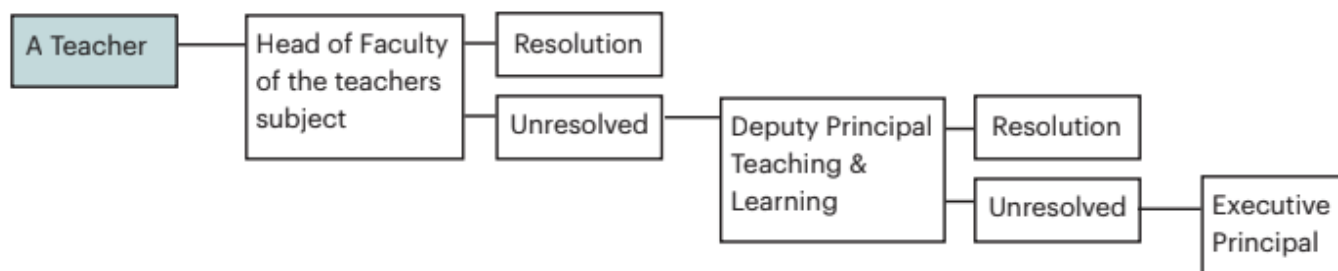 A Teacher
Head of Faculty
of the teachers
subject
Resolution
Unresolved
Deputy Principal
Teaching &
Learning
Resolution
Unresolved
Executive
Principal